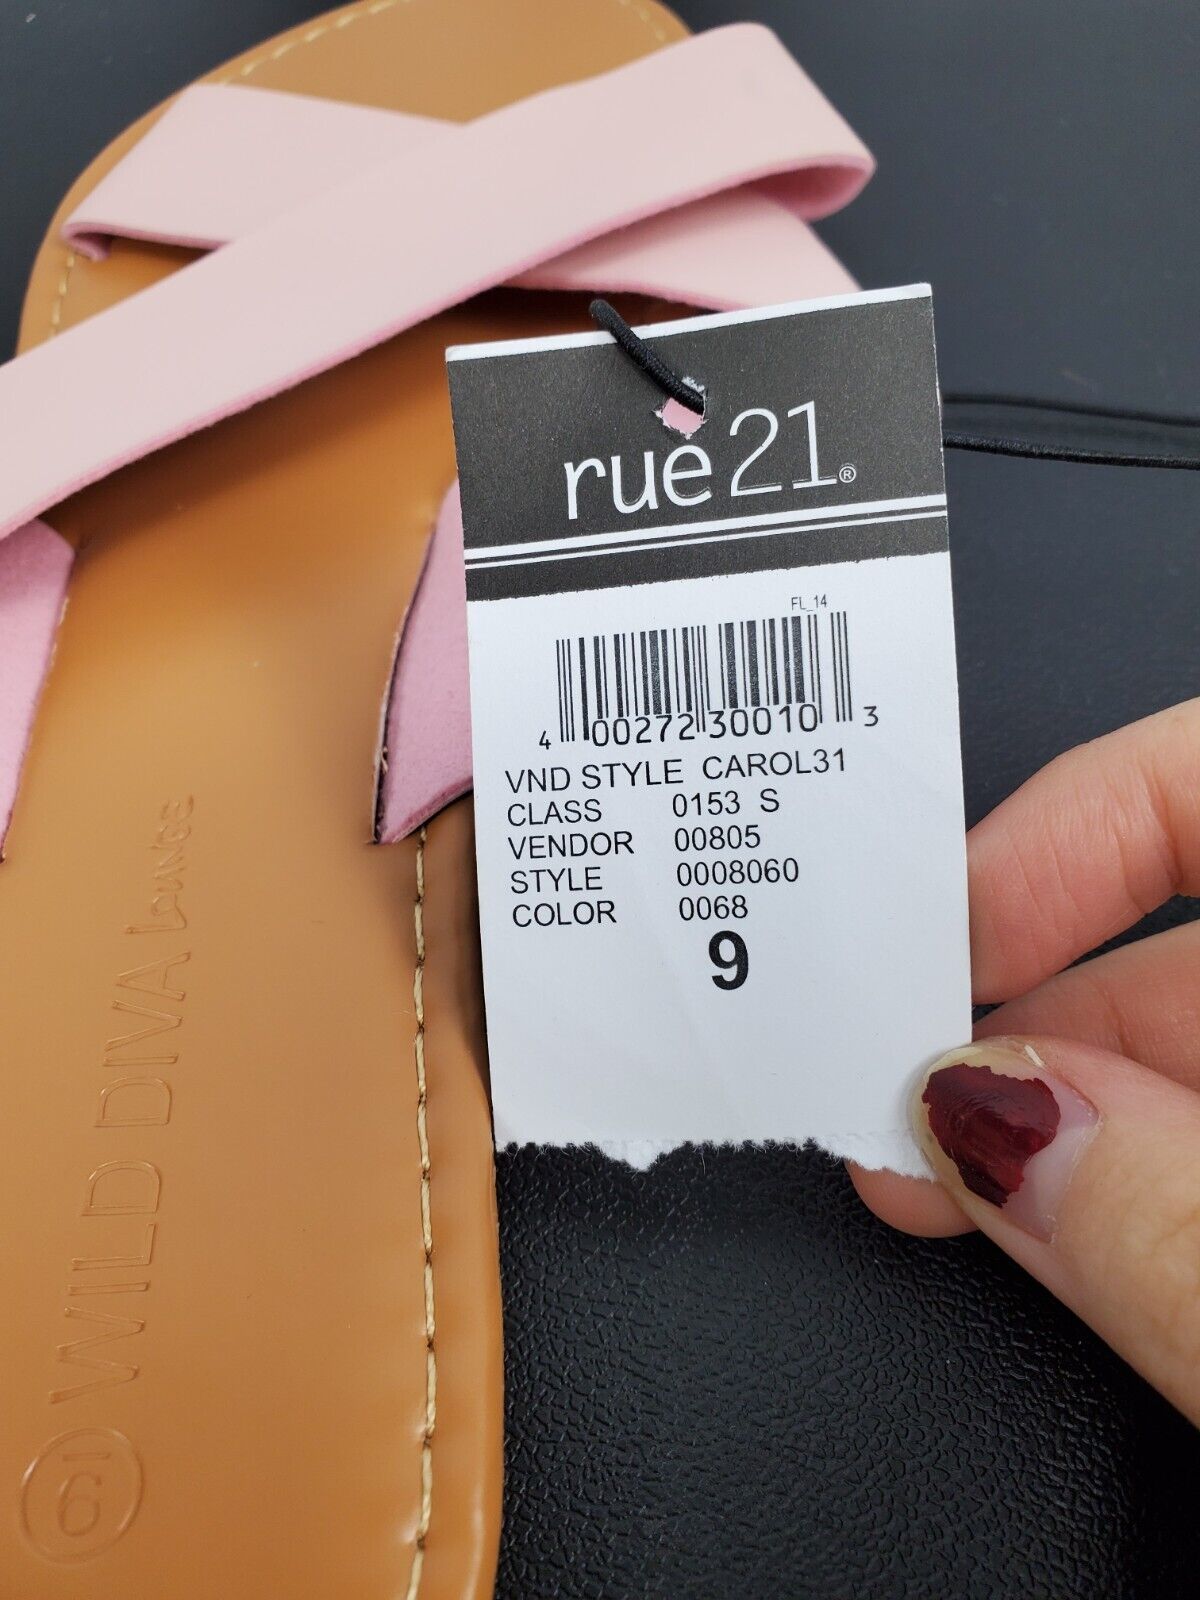 rue21®
FL_14
4 00272 30010 3
VND STYLE CAROL31
CLASS 0153 S
VENDOR 00805
STYLE 0008060
COLOR 0068
9
WILD DIVA LOUNGE
9